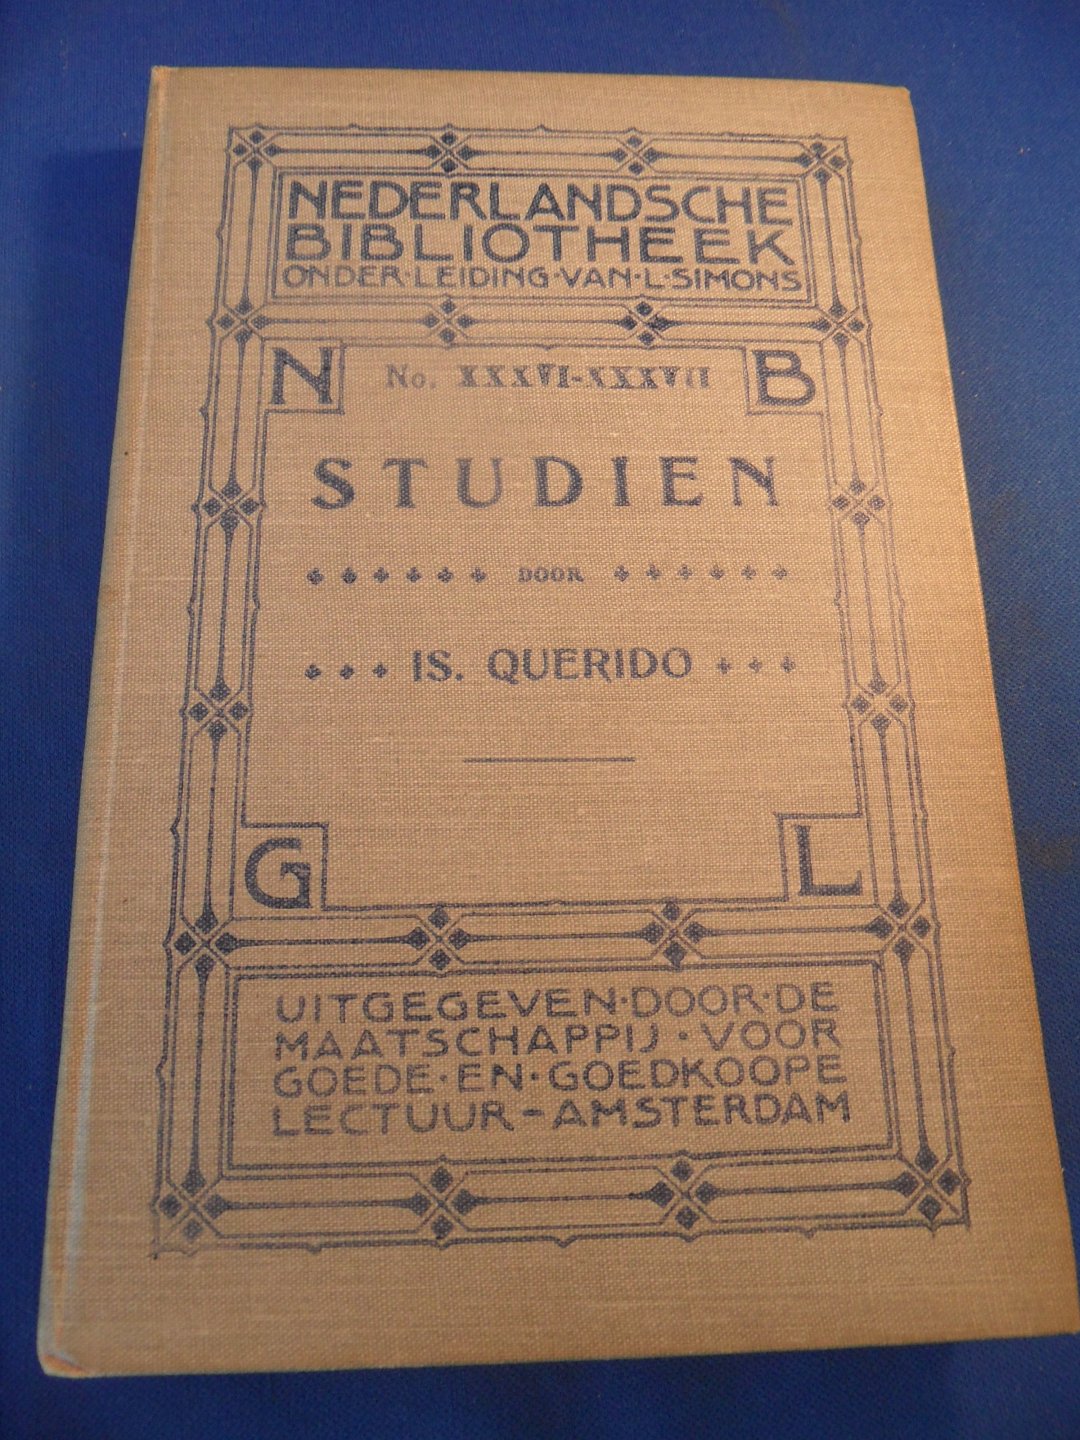 NEDERLANDSCHE
BIBLIOTHEEK
ONDER·LEIDING·VAN·L·SIMONS
N No. XXXVI-XXXVII B
STUDIEN
DOOR
IS. QUERIDO
G L
UITGEGEVEN·DOOR·DE
MAATSCHAPPIJ·VOOR
GOEDE·EN·GOEDKOOPE
LECTUUR-AMSTERDAM